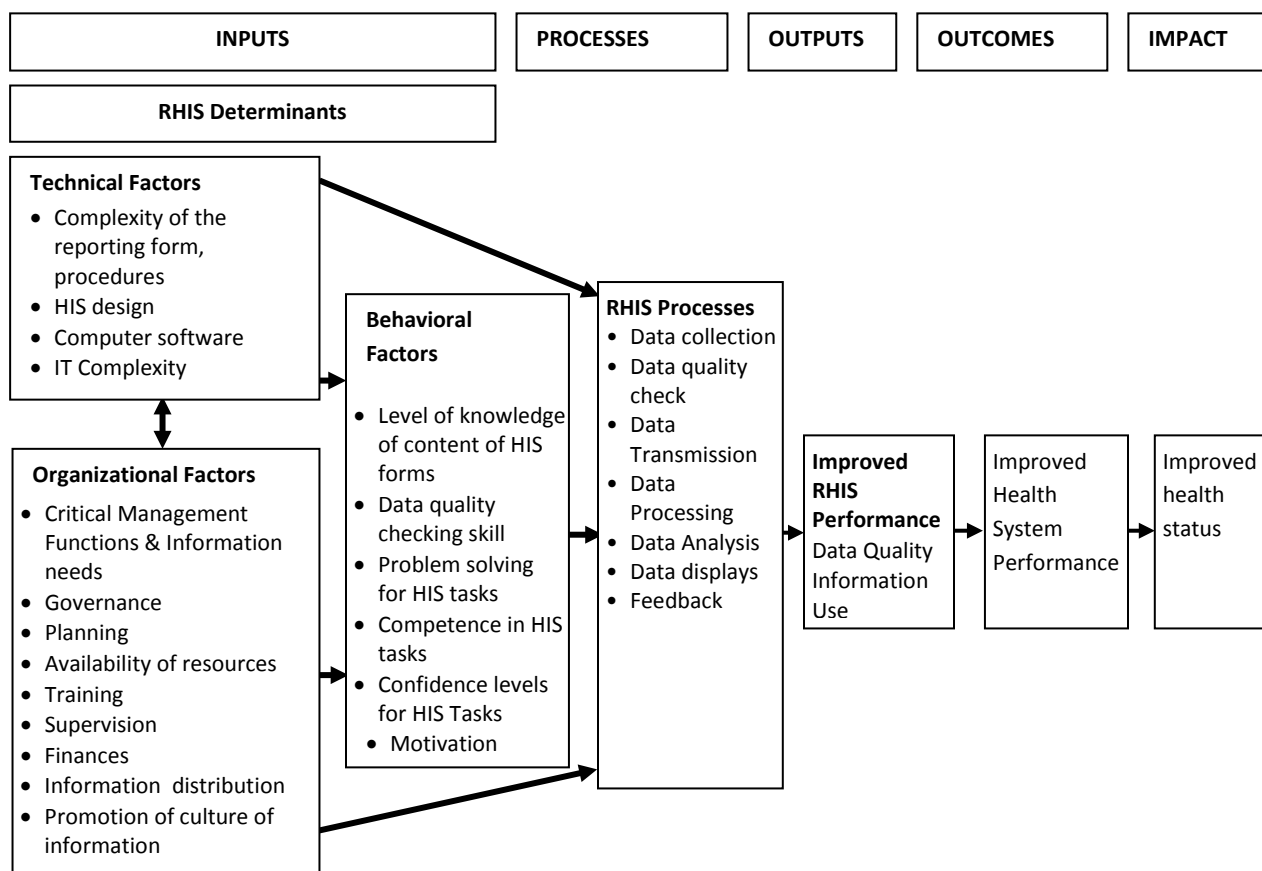 INPUTS
PROCESSES
OUTPUTS
OUTCOMES
IMPACT
RHIS Determinants
Technical Factors
• Complexity of the
reporting form,
procedures
• HIS design
• Computer software
• IT Complexity
Organizational Factors
• Critical Management
Functions & Information
needs
• Governance
• Planning
• Availability of resources
• Training
• Supervision
• Finances
• Information distribution
• Promotion of culture of
information
Behavioral
Factors
• Level of knowledge
of content of HIS
forms
• Data quality
checking skill
• Problem solving
for HIS tasks
• Competence in HIS
tasks
• Confidence levels
for HIS Tasks
• Motivation
RHIS Processes
• Data collection
• Data quality
check
• Data
Transmission
• Data
Processing
• Data Analysis
• Data displays
• Feedback
Improved
RHIS
Performance
Data Quality
Information
Use
Improved
Health
System
Performance
Improved
health
status